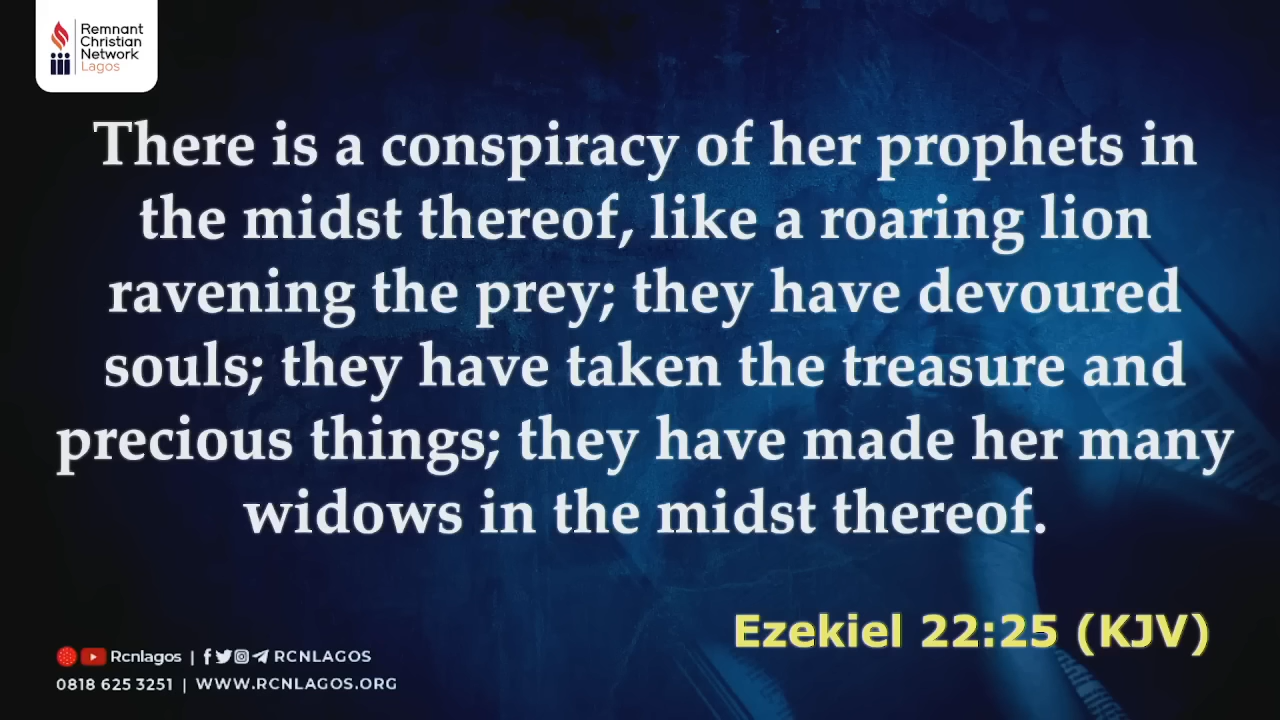 Remnant
Christian
Network
Lagos
There is a conspiracy of her prophets in
the midst thereof, like a roaring lion
ravening the prey; they have devoured
souls; they have taken the treasure and
precious things; they have made her many
widows in the midst thereof.
Ezekiel 22:25 (KJV)
Rcnlagos | RCNLAGOS
0818 625 3251 | WWW.RCNLAGOS.ORG